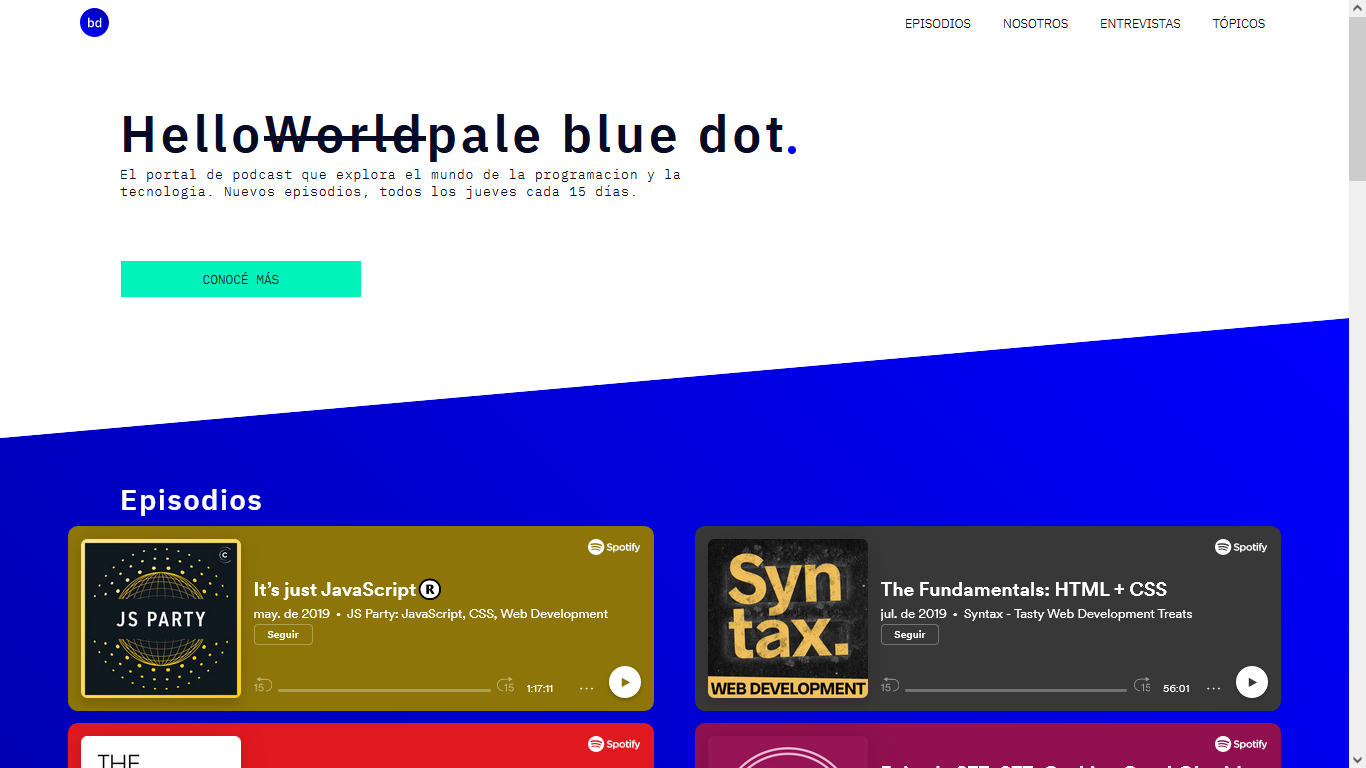 bd
EPISODIOS NOSOTROS ENTREVISTAS TÓPICOS
HelloWorldpale blue dot.
El portal de podcast que explora el mundo de la programacion y la
tecnologia. Nuevos episodios, todos los jueves cada 15 días.
CONOCÉ MÁS
Episodios
Spotify
C
JS PARTY
It's just JavaScript R
may. de 2019 • JS Party: JavaScript, CSS, Web Development
Seguir
15 15 1:17:11 ...
Spotify
Syn
tax.
WEB DEVELOPMENT
The Fundamentals: HTML + CSS
jul. de 2019 • Syntax - Tasty Web Development Treats
Seguir
15 15 56:01 ...
Spotify
THE
Spotify